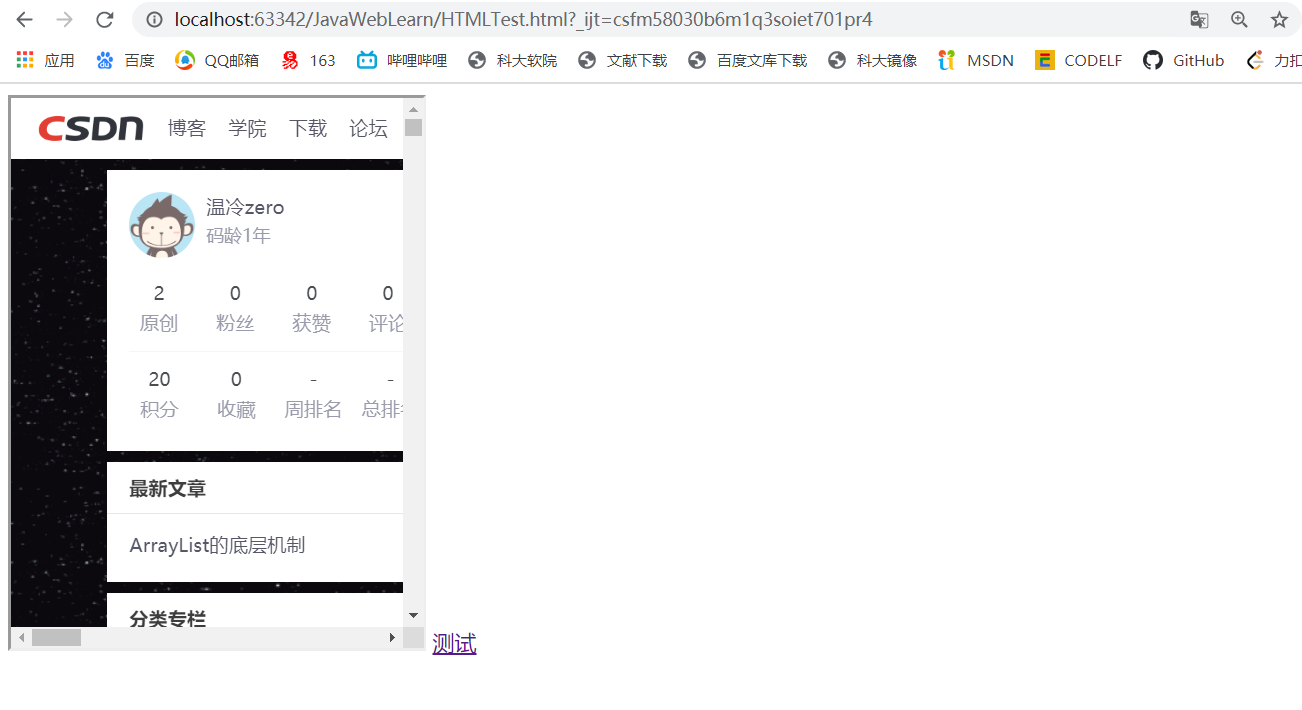 localhost:63342/JavaWebLearn/HTMLTest.html?_ijt=csfm58030b6m1q3soiet701pr4
应用 百度 QQ邮箱 163 哔哩哔哩 科大软院 文献下载 百度文库下载 科大镜像 MSDN CODELF GitHub 力扣
CSDN 博客 学院 下载 论坛
温冷zero
码龄1年
2 0 0 0
原创 粉丝 获赞 评论
20 0 - -
积分 收藏 周排名 总排名
最新文章
ArrayList的底层机制
分类专栏
测试